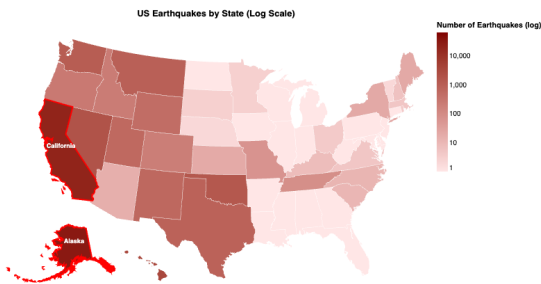 US Earthquakes by State (Log Scale)
Number of Earthquakes (log)
10,000
1,000
100
10
1
California
Alaska